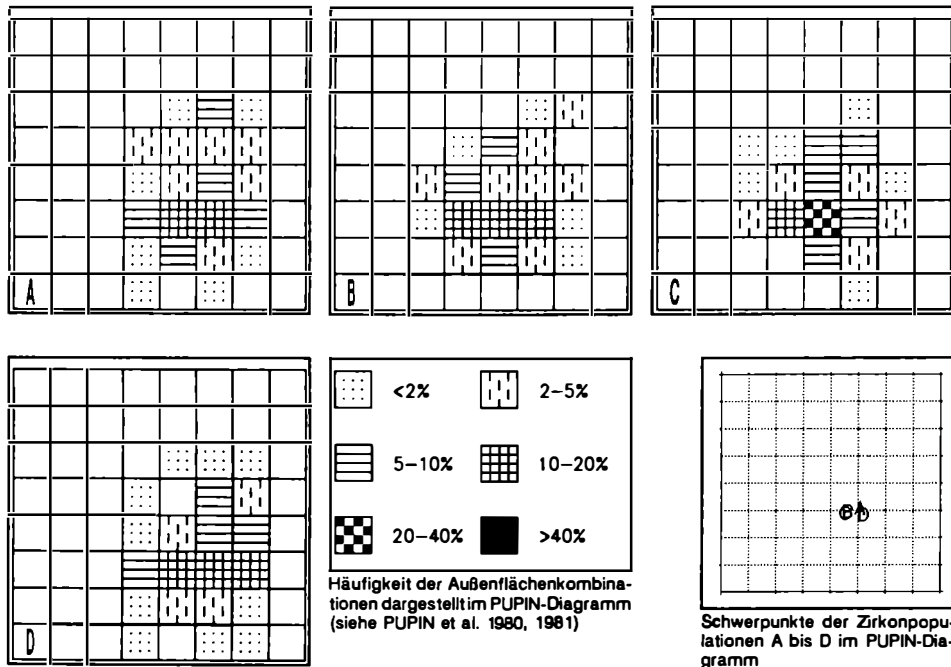 A
B
C
D
<2%
2-5%
5-10%
10-20%
20-40%
>40%
Häufigkeit der Außenflächenkombina-
tionen dargestellt im PUPIN-Diagramm
(siehe PUPIN et al. 1980, 1981)
Schwerpunkte der Zirkonpopu-
lationen A bis D im PUPIN-Dia-
gramm